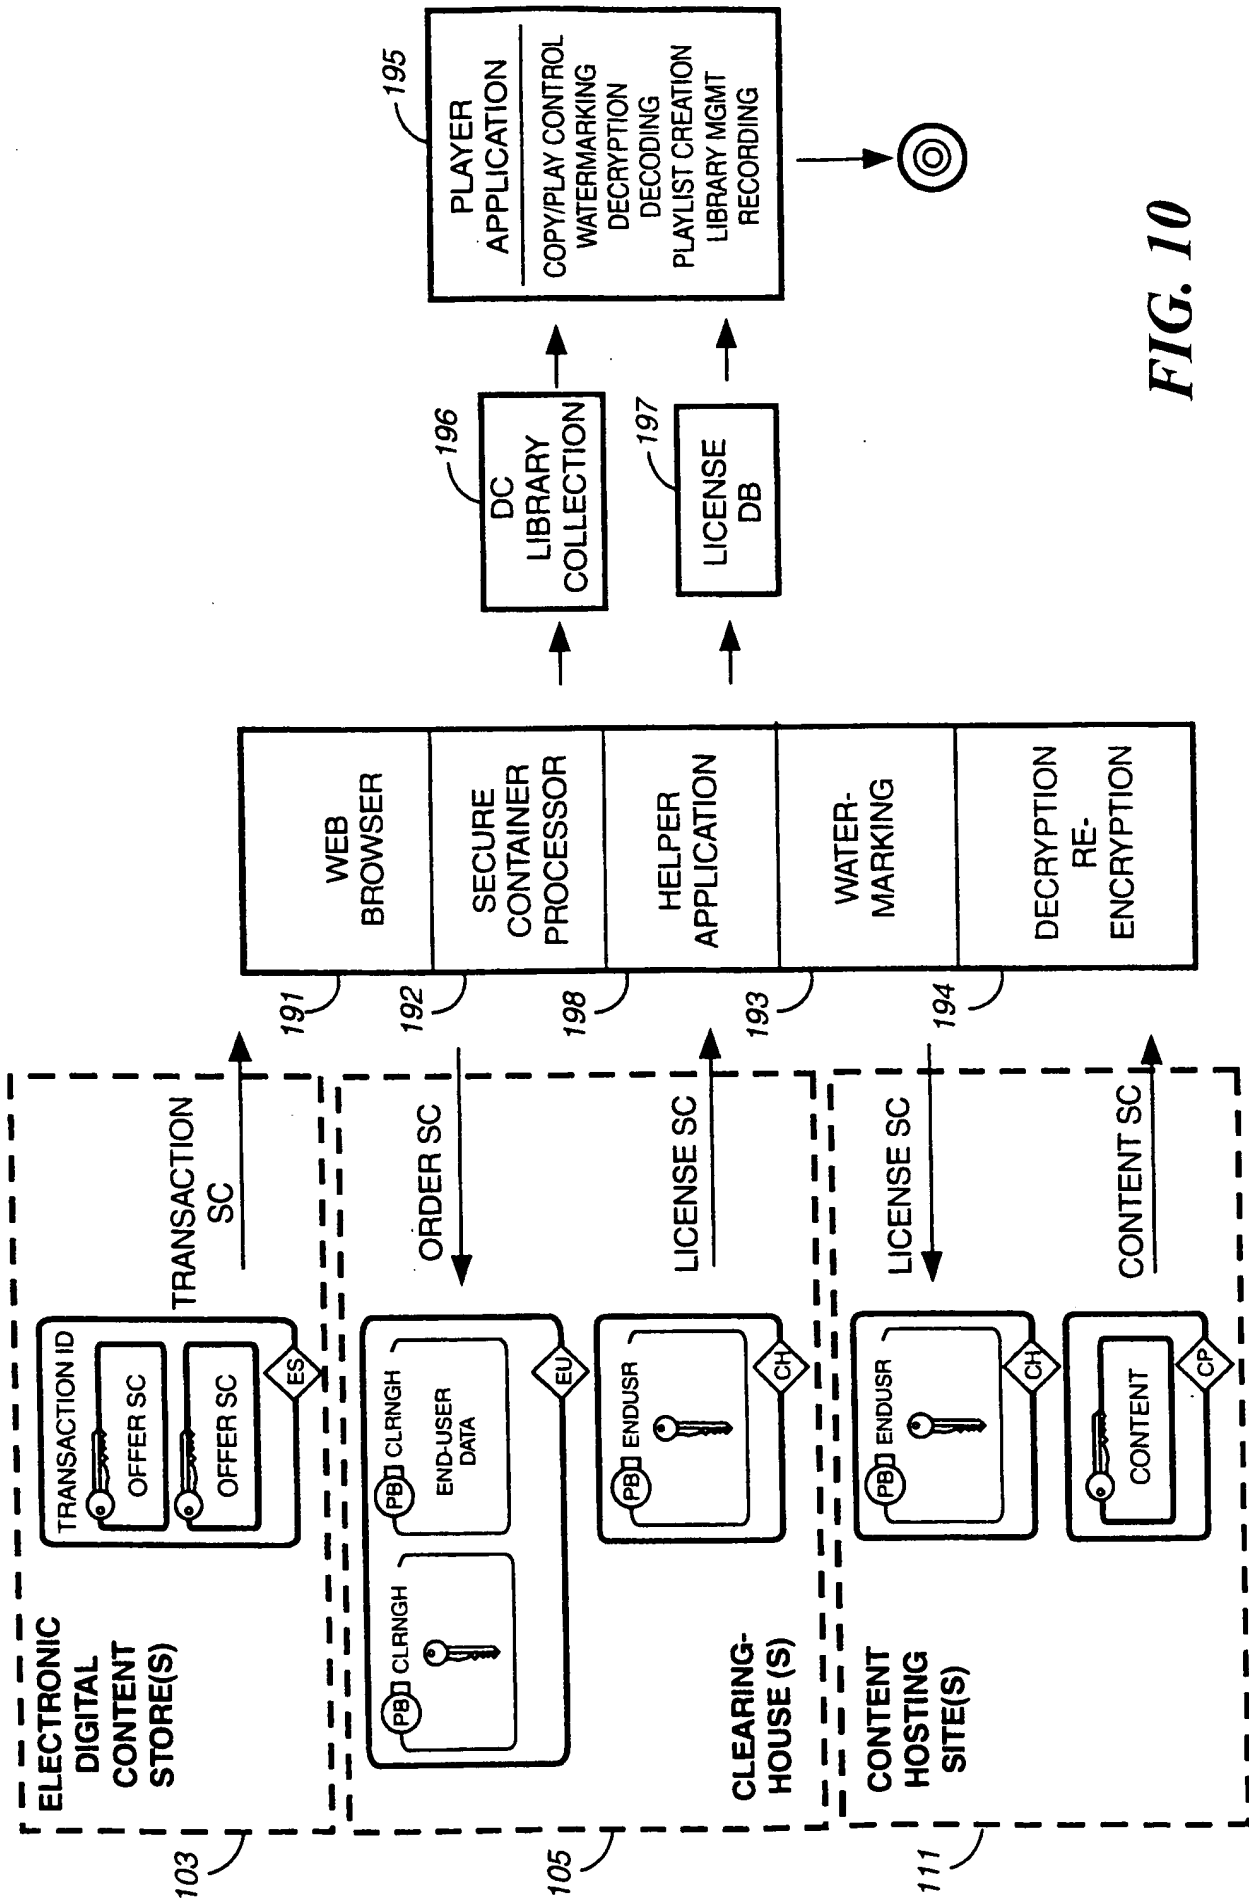 103
ELECTRONIC
DIGITAL
CONTENT
STORE(S)
TRANSACTION ID
OFFER SC
OFFER SC
ES
TRANSACTION
SC
105
CLEARING-
HOUSE (S)
PB
CLRNGH
PB
CLRNGH
END-USER
DATA
EU
ORDER SC
PB
ENDUSR
CH
LICENSE SC
111
CONTENT
HOSTING
SITE(S)
PB
ENDUSR
CH
LICENSE SC
CONTENT
CP
CONTENT SC
191
WEB
BROWSER
192
SECURE
CONTAINER
PROCESSOR
198
HELPER
APPLICATION
193
WATER-
MARKING
194
DECRYPTION
RE-
ENCRYPTION
196
DC
LIBRARY
COLLECTION
197
LICENSE
DB
195
PLAYER
APPLICATION
COPY/PLAY CONTROL
WATERMARKING
DECRYPTION
DECODING
PLAYLIST CREATION
LIBRARY MGMT
RECORDING
FIG. 10